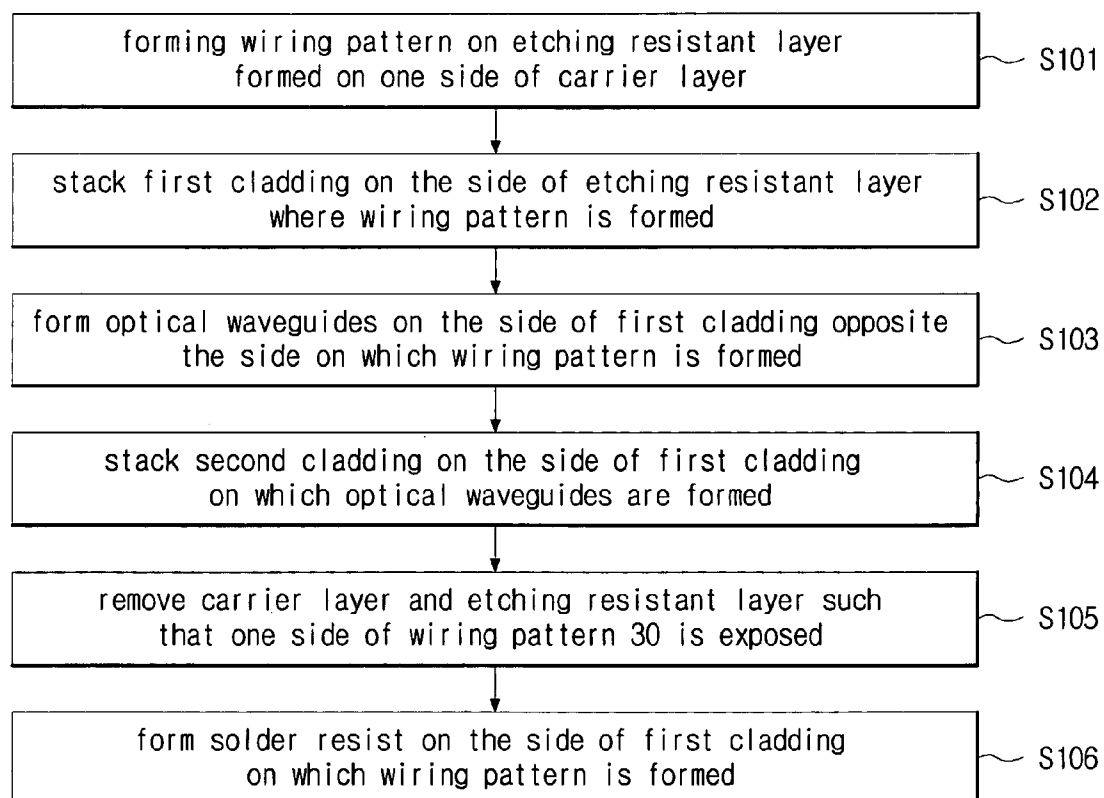 forming wiring pattern on etching resistant layer
formed on one side of carrier layer
S101
stack first cladding on the side of etching resistant layer
where wiring pattern is formed
S102
form optical waveguides on the side of first cladding opposite
the side on which wiring pattern is formed
S103
stack second cladding on the side of first cladding
on which optical waveguides are formed
S104
remove carrier layer and etching resistant layer such
that one side of wiring pattern 30 is exposed
S105
form solder resist on the side of first cladding
on which wiring pattern is formed
S106